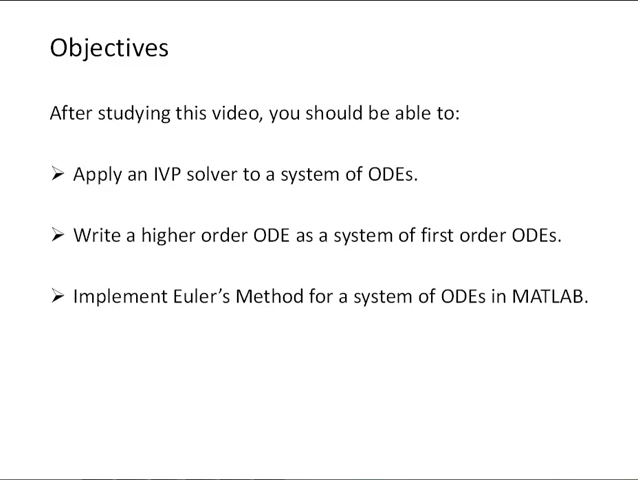 Objectives
After studying this video, you should be able to:
➢ Apply an IVP solver to a system of ODEs.
➢ Write a higher order ODE as a system of first order ODEs.
➢ Implement Euler’s Method for a system of ODEs in MATLAB.